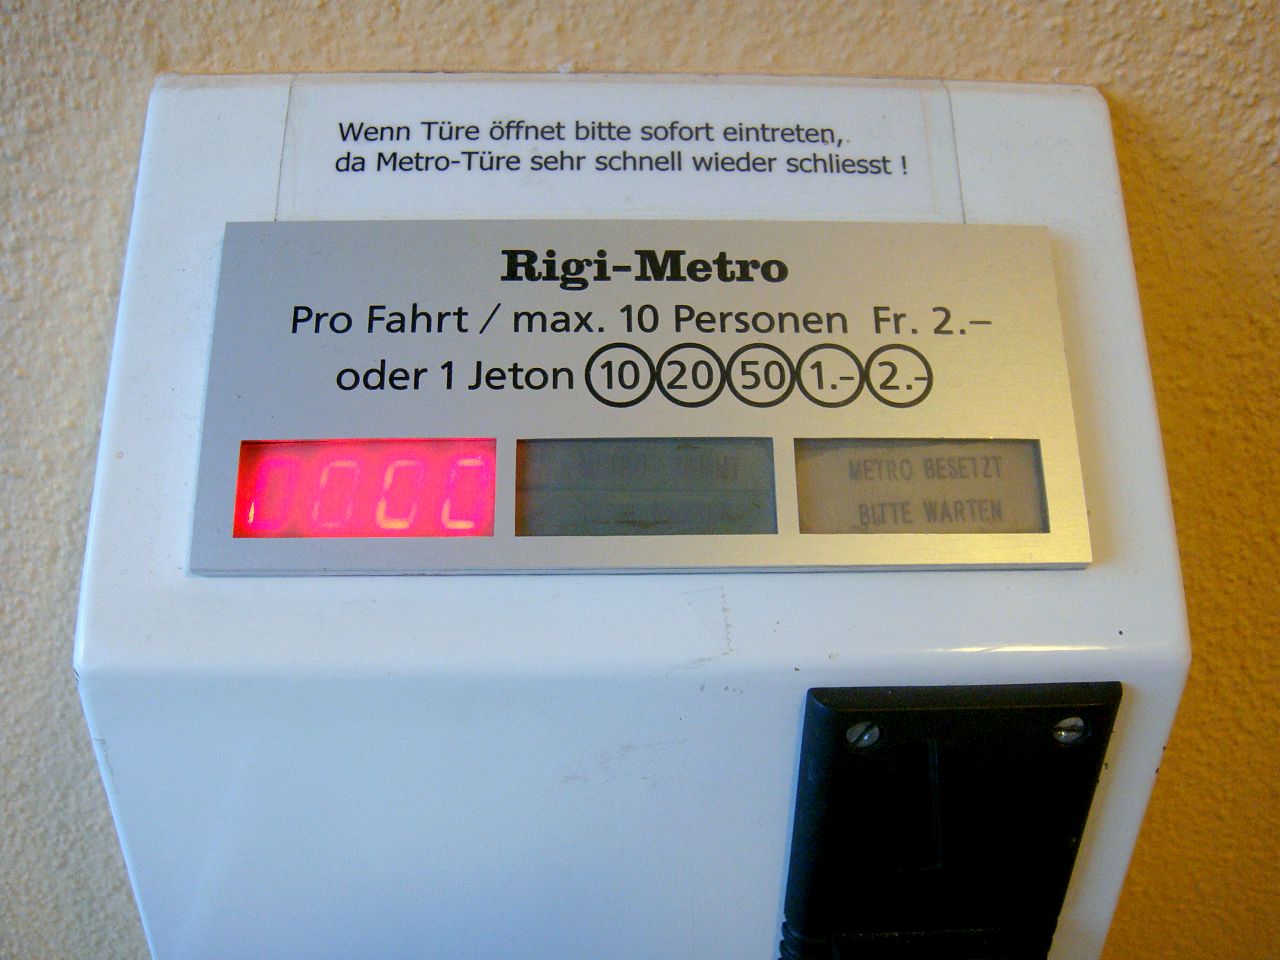 Wenn Türe öffnet bitte sofort eintreten,
da Metro-Türe sehr schnell wieder schliesst !
Rigi-Metro
Pro Fahrt / max. 10 Personen Fr. 2.–
oder 1 Jeton 10 20 50 1.- 2.-
METRO BESETZT
BITTE WARTEN